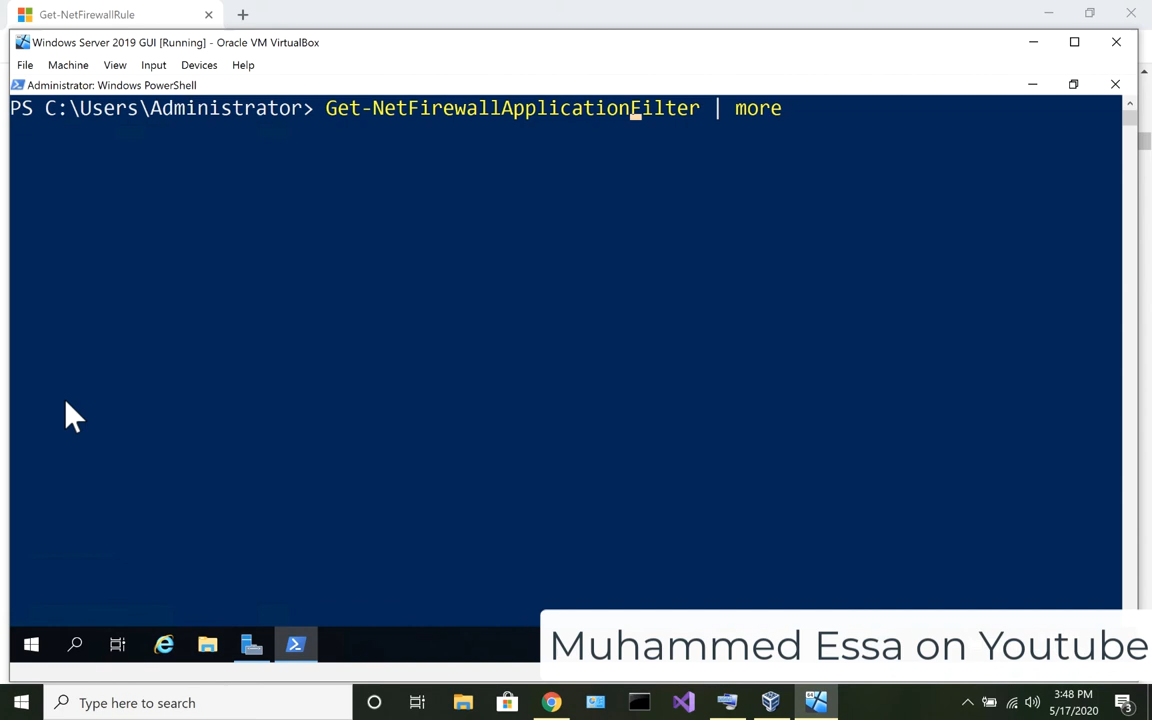 Get-NetFirewallRule
Windows Server 2019 GUI [Running] - Oracle VM VirtualBox
File Machine View Input Devices Help
Administrator: Windows PowerShell
PS C:\Users\Administrator> Get-NetFirewallApplicationFilter | more
Muhammed Essa on Youtube
Type here to search
3:48 PM
5/17/2020
3